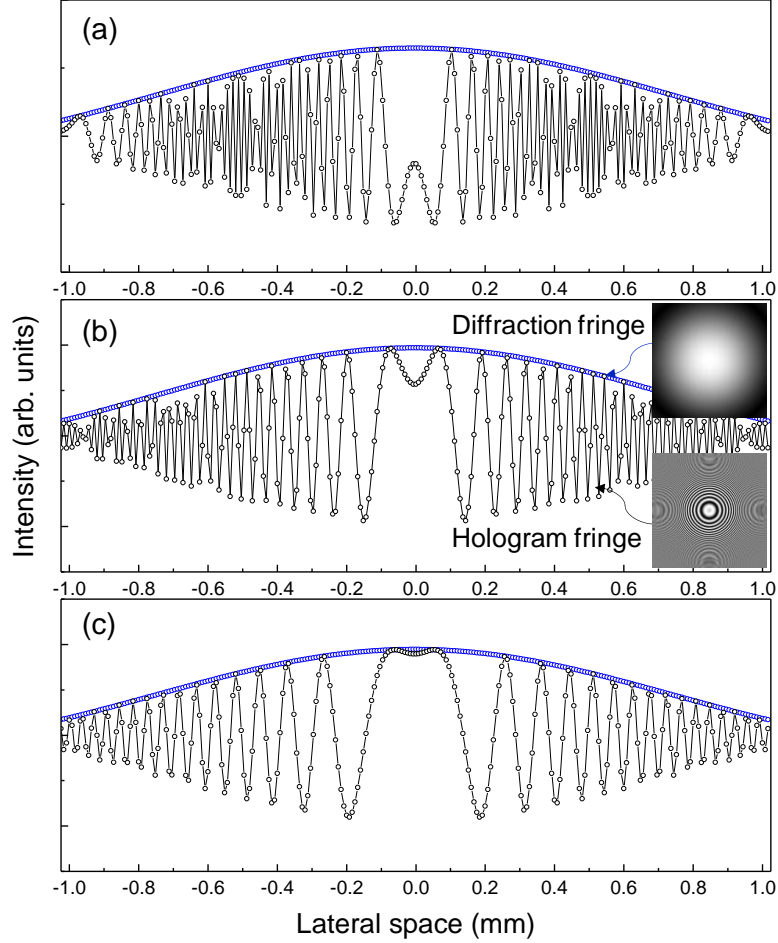 (a)
-1.0 -0.8 -0.6 -0.4 -0.2 0.0 0.2 0.4 0.6 0.8 1.0
(b)
Diffraction fringe
Hologram fringe
-1.0 -0.8 -0.6 -0.4 -0.2 0.0 0.2 0.4 0.6 0.8 1.0
Intensity (arb. units)
(c)
-1.0 -0.8 -0.6 -0.4 -0.2 0.0 0.2 0.4 0.6 0.8 1.0
Lateral space (mm)